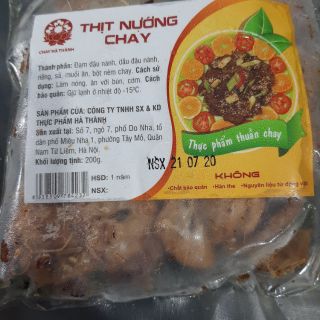 CHAY HÀ THÀNH
THỊT NƯỚNG
CHAY
Thành phần: Đạm đậu nành, dầu đậu nành,
riềng, sả, muối ăn, bột nêm chay. Cách sử
dụng: Làm nóng, ăn với bún, cơm. Cách bảo
quản: Giữ lạnh ở nhiệt độ -15°C.
SẢN PHẨM CỦA: CÔNG TY TNHH SX & KD
THỰC PHẨM HÀ THÀNH
Sản xuất tại: Số 7, ngõ 7, phố Do Nha, tổ
dân phố Miêu Nha 1, phường Tây Mỗ, Quận
Nam Từ Liêm, Hà Nội.
Khối lượng tịnh: 200g.
HSD: 1 năm
NSX:
Thực phẩm thuần chay
NSX 21 07 20
KHÔNG
- Chất bảo quản - Hàn the - Nguyên liệu từ động vật